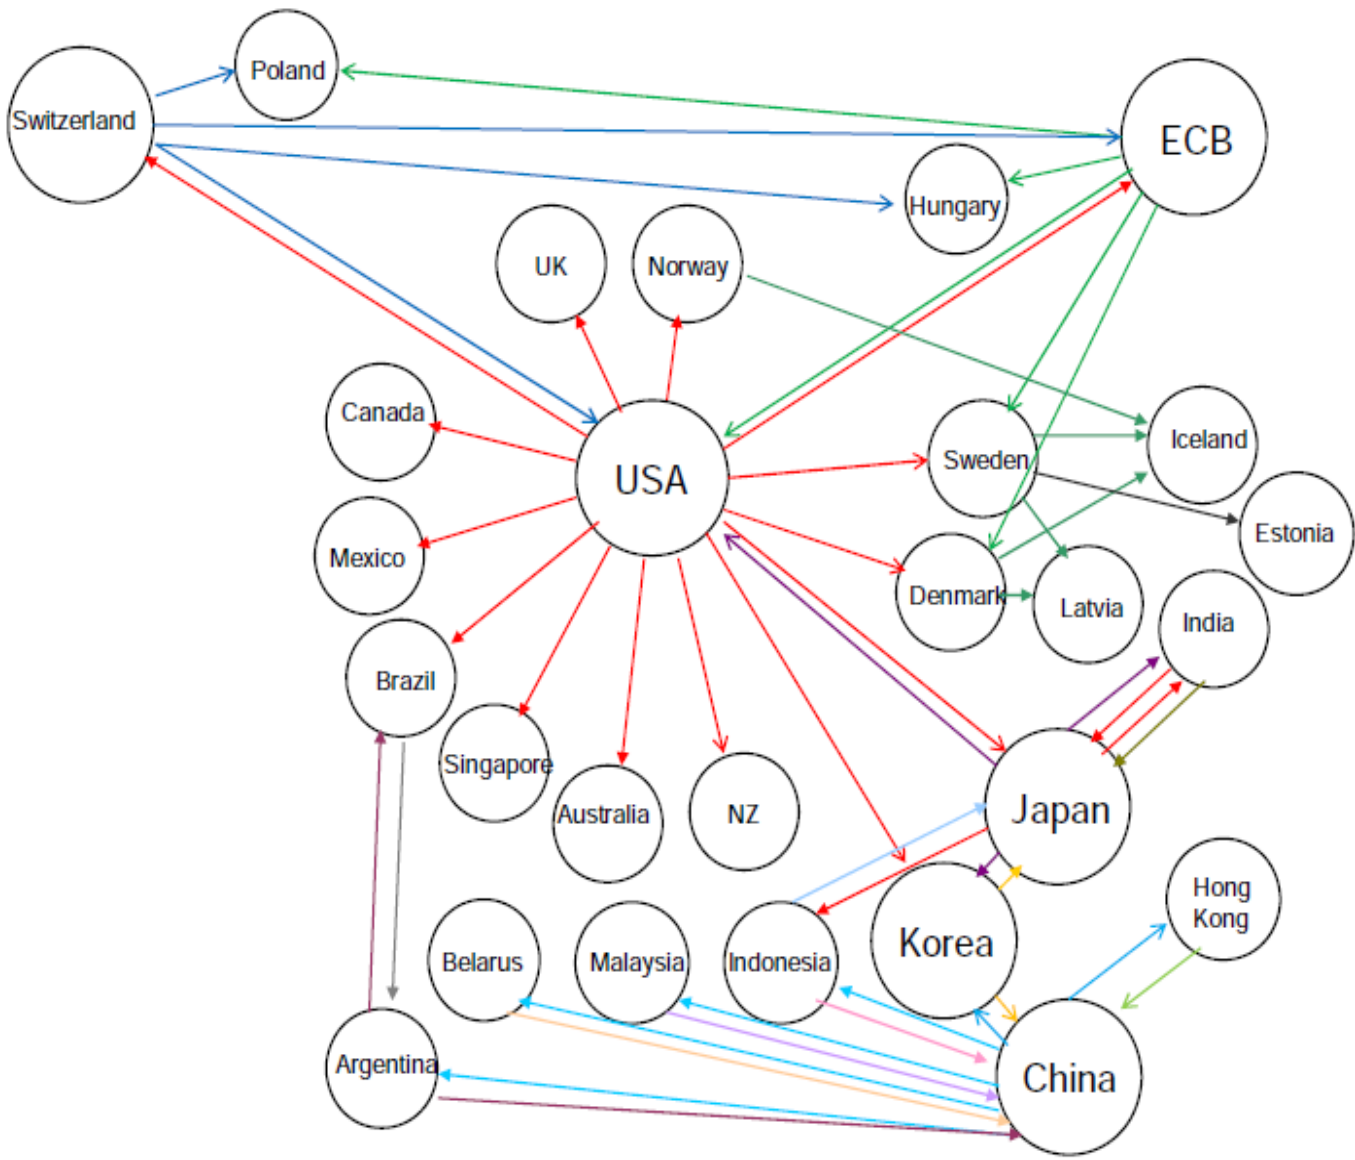 Poland
Switzerland
ECB
Hungary
UK
Norway
Canada
Iceland
Sweden
USA
Estonia
Mexico
Denmark
Latvia
India
Brazil
Singapore
Australia
NZ
Japan
Hong
Kong
Korea
Belarus
Malaysia
Indonesia
Argentina
China